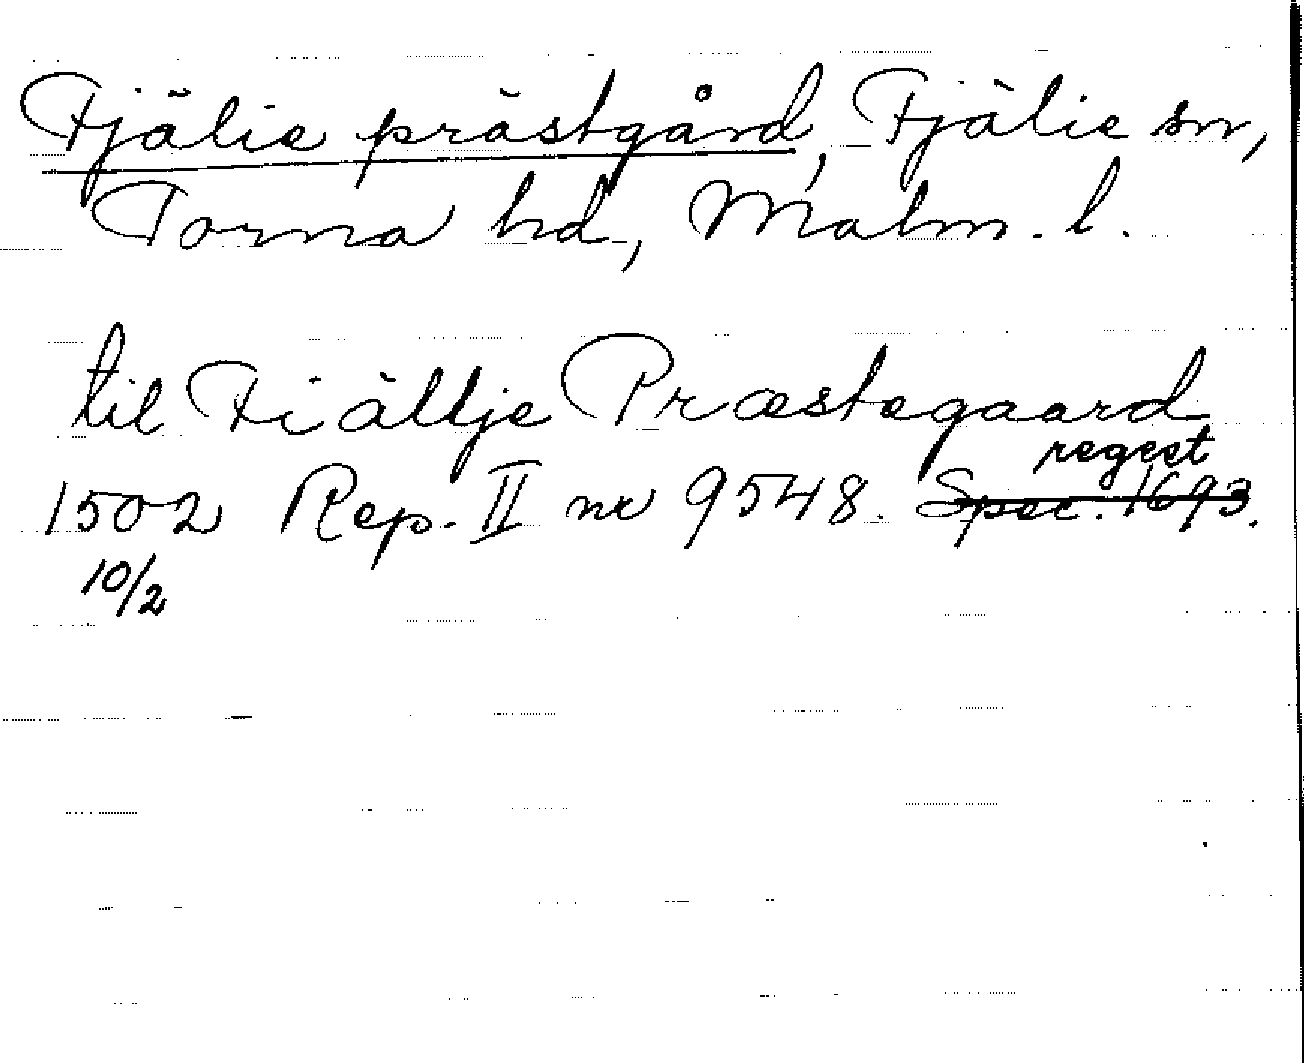 Fjälie prästgård, Fjälie sn,
Torna hd, Malm. l.
til Fiällje Præstegaard
regest
1502 Rep. II nr 9548. Spec. 1693.
10/2